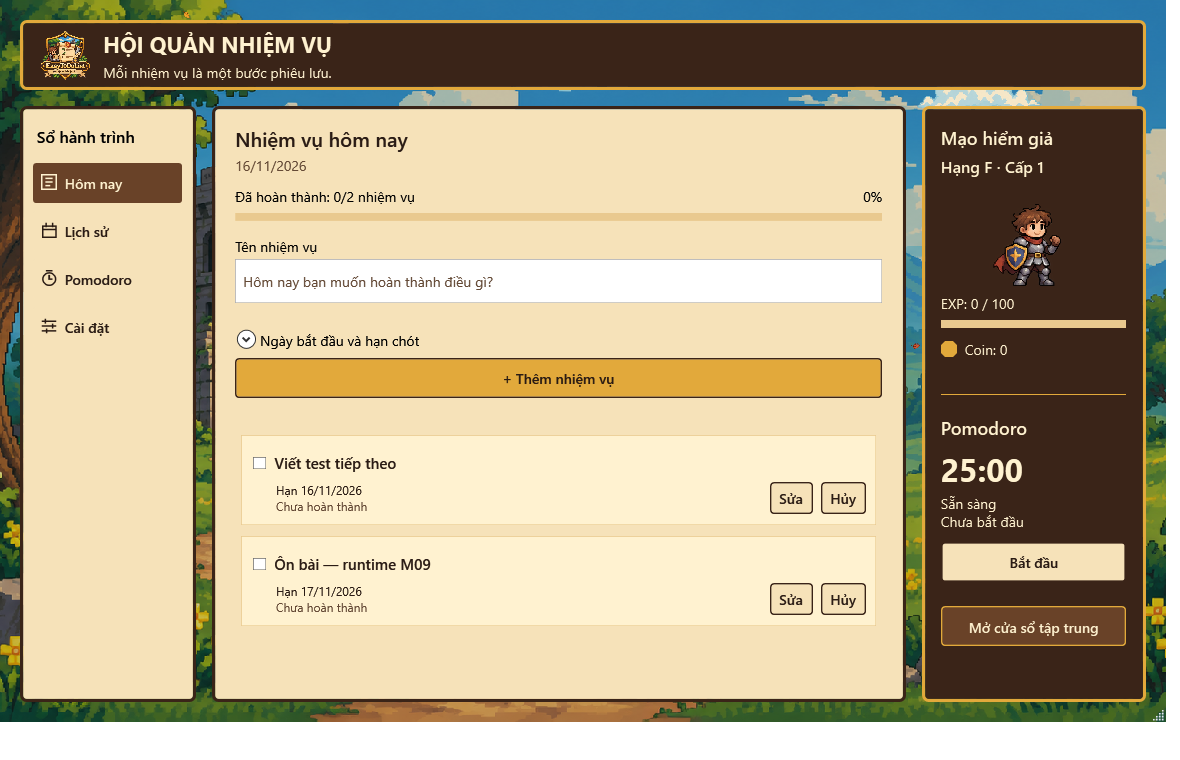 EasyToDoList
HỘI QUẢN NHIỆM VỤ
Mỗi nhiệm vụ là một bước phiêu lưu.
Sổ hành trình
Hôm nay
Lịch sử
Pomodoro
Cài đặt
Nhiệm vụ hôm nay
16/11/2026
Đã hoàn thành: 0/2 nhiệm vụ
0%
Tên nhiệm vụ
Hôm nay bạn muốn hoàn thành điều gì?
Ngày bắt đầu và hạn chót
+ Thêm nhiệm vụ
Viết test tiếp theo
Hạn 16/11/2026
Chưa hoàn thành
Sửa
Hủy
Ôn bài — runtime M09
Hạn 17/11/2026
Chưa hoàn thành
Sửa
Hủy
Mạo hiểm giả
Hạng F · Cấp 1
EXP: 0 / 100
Coin: 0
Pomodoro
25:00
Sẵn sàng
Chưa bắt đầu
Bắt đầu
Mở cửa sổ tập trung